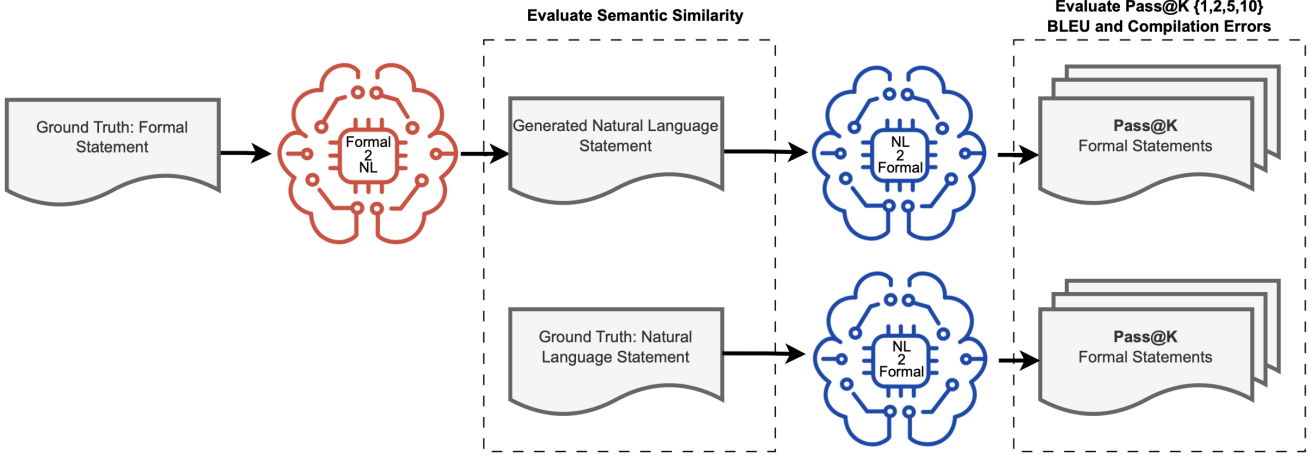 Evaluate Semantic Similarity
Evaluate Pass@K {1,2,5,10}
BLEU and Compilation Errors
Ground Truth: Formal
Statement
Formal
2
NL
Generated Natural Language
Statement
NL
2
Formal
Pass@K
Formal Statements
Ground Truth: Natural
Language Statement
NL
2
Formal
Pass@K
Formal Statements